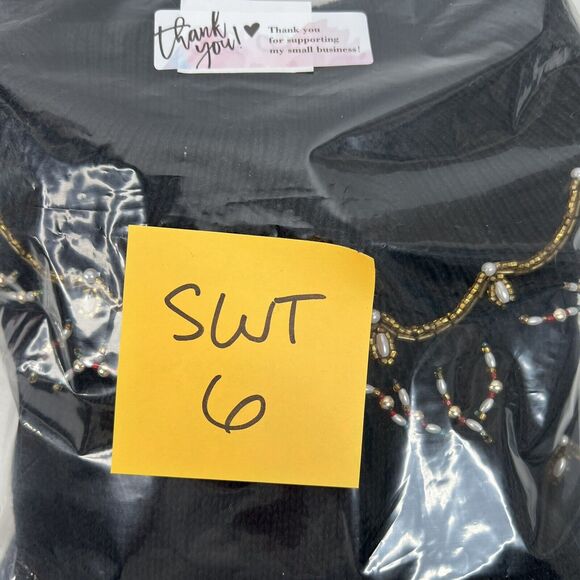 thank you!
Thank you
for supporting
my small business!
SWT
6